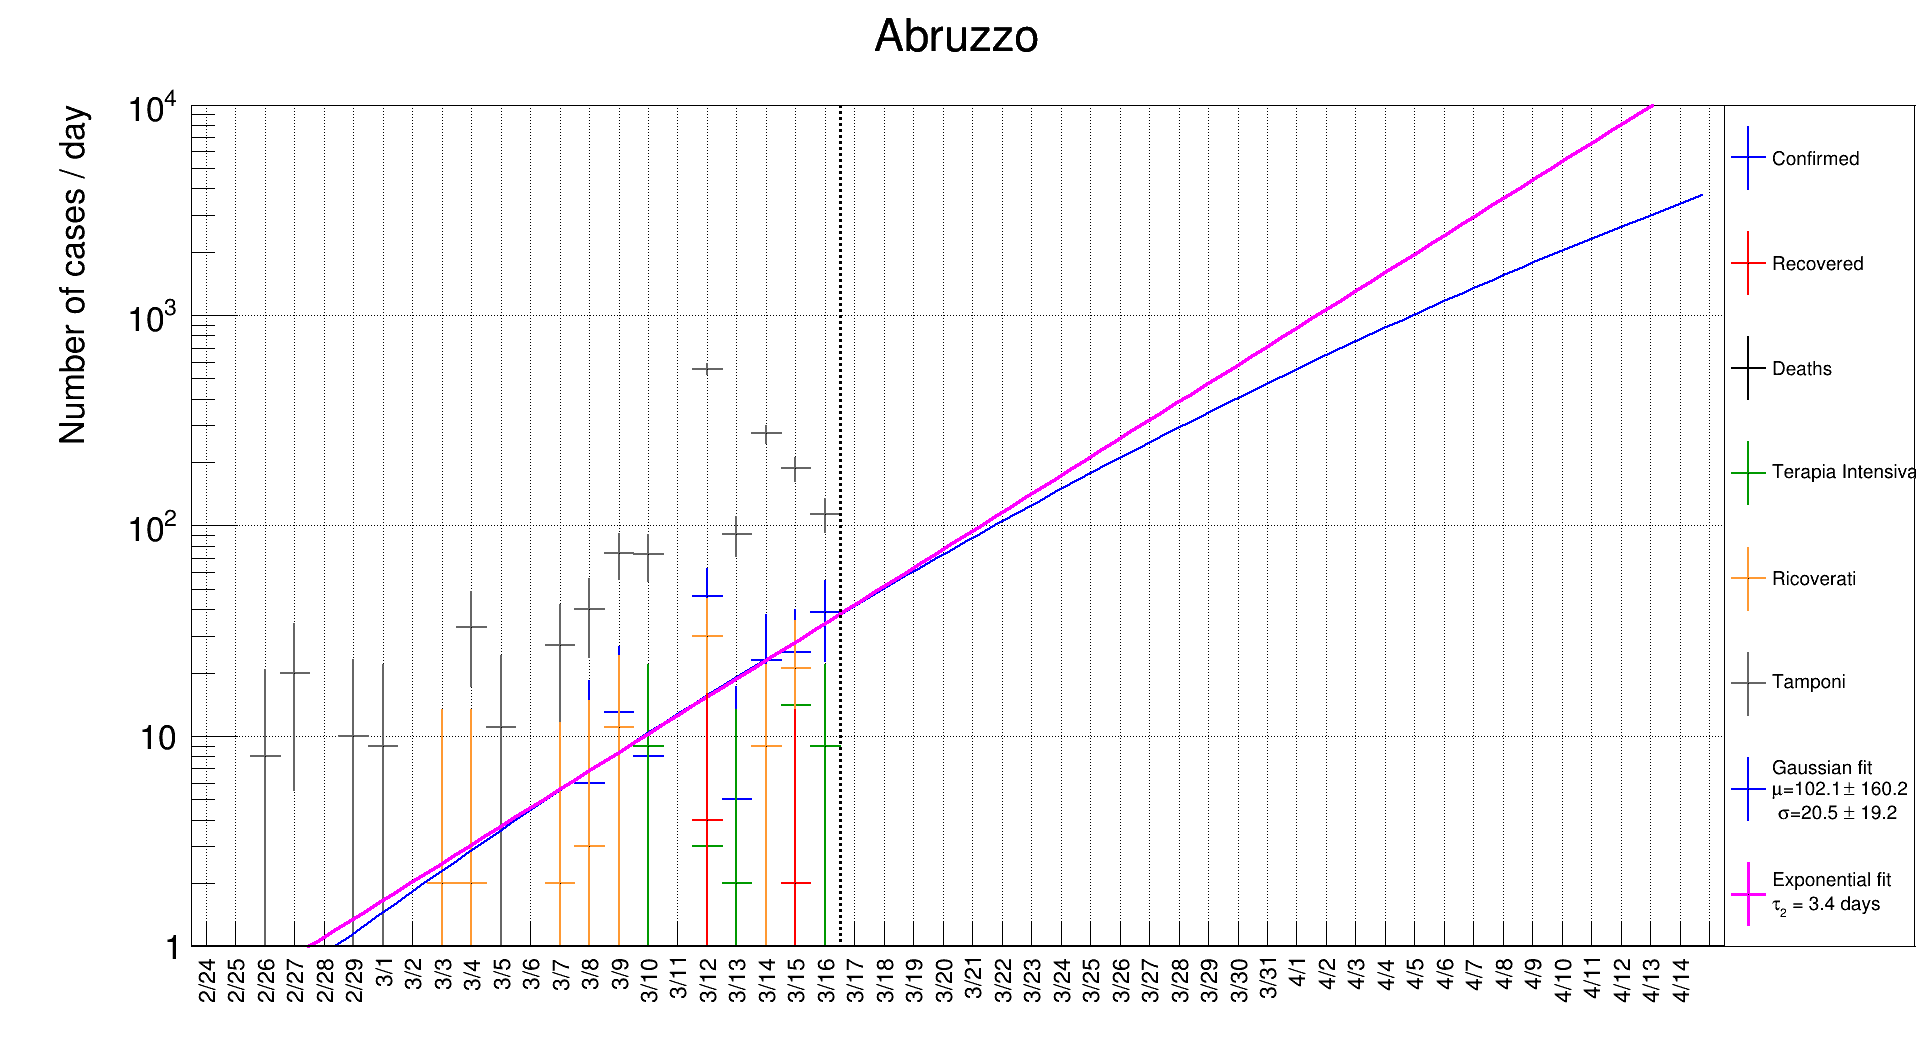 Abruzzo
Number of cases / day
10⁴
10³
10²
10
1
2/24 2/25 2/26 2/27 2/28 2/29 3/1 3/2 3/3 3/4 3/5 3/6 3/7 3/8 3/9 3/10 3/11 3/12 3/13 3/14 3/15 3/16 3/17 3/18 3/19 3/20 3/21 3/22 3/23 3/24 3/25 3/26 3/27 3/28 3/29 3/30 3/31 4/1 4/2 4/3 4/4 4/5 4/6 4/7 4/8 4/9 4/10 4/11 4/12 4/13 4/14
Confirmed
Recovered
Deaths
Terapia Intensiva
Ricoverati
Tamponi
Gaussian fit
μ=102.1± 160.2
σ=20.5 ± 19.2
Exponential fit
τ₂ = 3.4 days